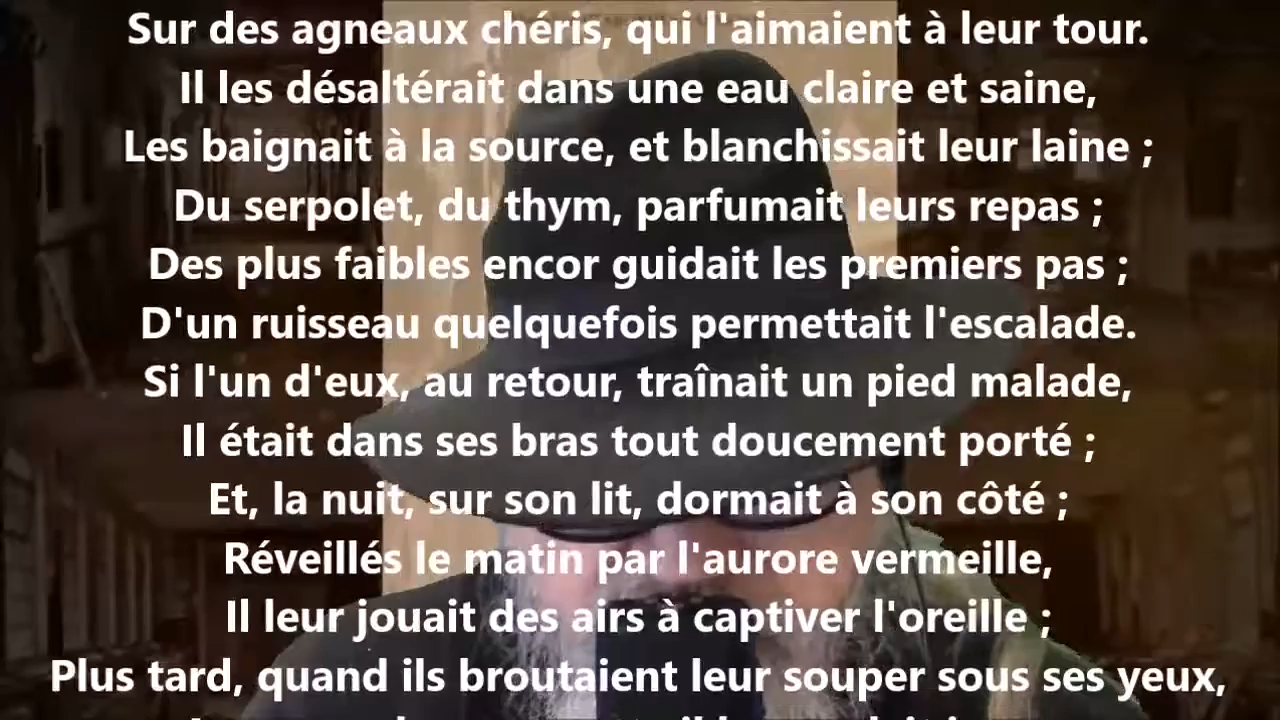 Sur des agneaux chéris, qui l'aimaient à leur tour.
Il les désaltérait dans une eau claire et saine,
Les baignait à la source, et blanchissait leur laine ;
Du serpolet, du thym, parfumait leurs repas ;
Des plus faibles encor guidait les premiers pas ;
D'un ruisseau quelquefois permettait l'escalade.
Si l'un d'eux, au retour, traînait un pied malade,
Il était dans ses bras tout doucement porté ;
Et, la nuit, sur son lit, dormait à son côté ;
Réveillés le matin par l'aurore vermeille,
Il leur jouait des airs à captiver l'oreille ;
Plus tard, quand ils broutaient leur souper sous ses yeux,